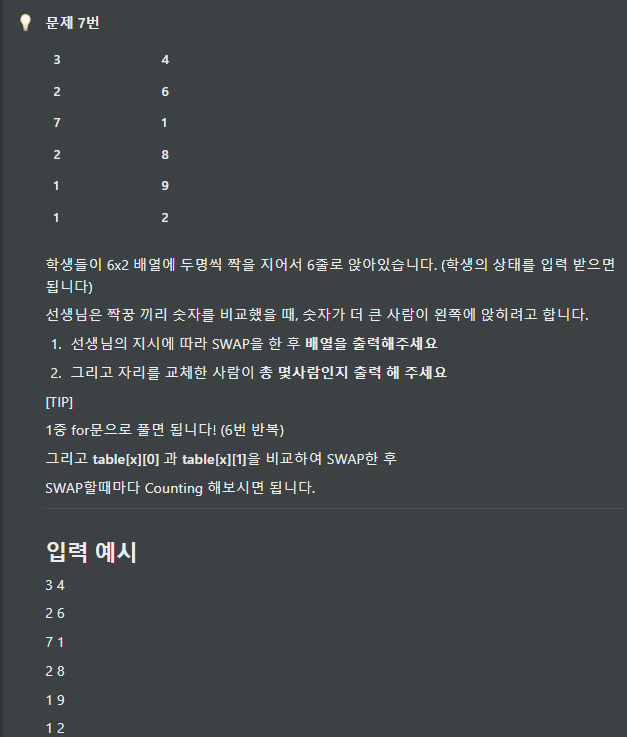 문제 7번
3 4
2 6
7 1
2 8
1 9
1 2
학생들이 6x2 배열에 두명씩 짝을 지어서 6줄로 앉아있습니다. (학생의 상태를 입력 받으면
됩니다)
선생님은 짝꿍 끼리 숫자를 비교했을 때, 숫자가 더 큰 사람이 왼쪽에 앉히려고 합니다.
1. 선생님의 지시에 따라 SWAP을 한 후 배열을 출력해주세요
2. 그리고 자리를 교체한 사람이 총 몇사람인지 출력 해 주세요
[TIP]
1중 for문으로 풀면 됩니다! (6번 반복)
그리고 table[x][0] 과 table[x][1]을 비교하여 SWAP한 후
SWAP할때마다 Counting 해보시면 됩니다.
입력 예시
3 4
2 6
7 1
2 8
1 9
1 2